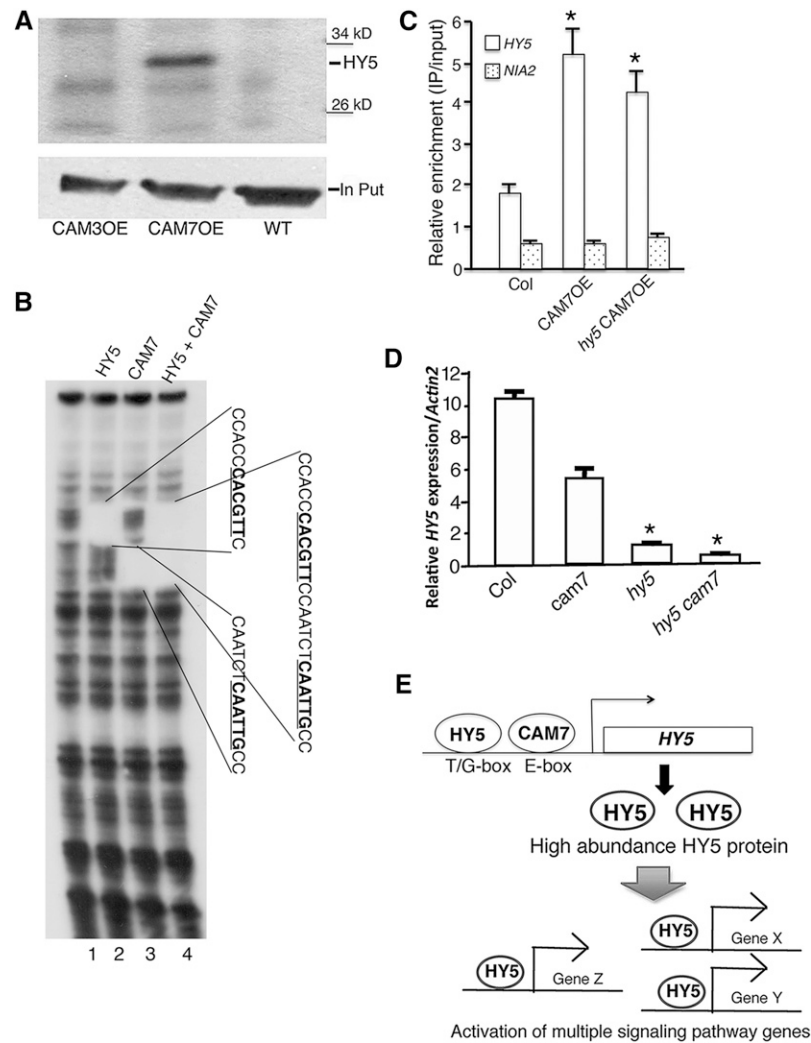 A
34 kD
HY5
26 kD
In Put
CAM3OE CAM7OE WT
B
HY5
CAM7
HY5 + CAM7
CCACCCACGTTC
CCACCCACGTTCCAATCTCAATTGCC
CAATCTCAATTGCC
1 2 3 4
C
Relative enrichment (IP/input)
6
5
4
3
2
1
0
HY5
NIA2
*
*
Col
CAM7OE
hy5 CAM7OE
D
Relative HY5 expression/Actin2
12
10
8
6
4
2
0
*
*
Col
cam7
hy5
hy5 cam7
E
HY5 CAM7 HY5
T/G-box E-box
HY5 HY5
High abundance HY5 protein
HY5 Gene X
HY5 Gene Z
HY5 Gene Y
Activation of multiple signaling pathway genes